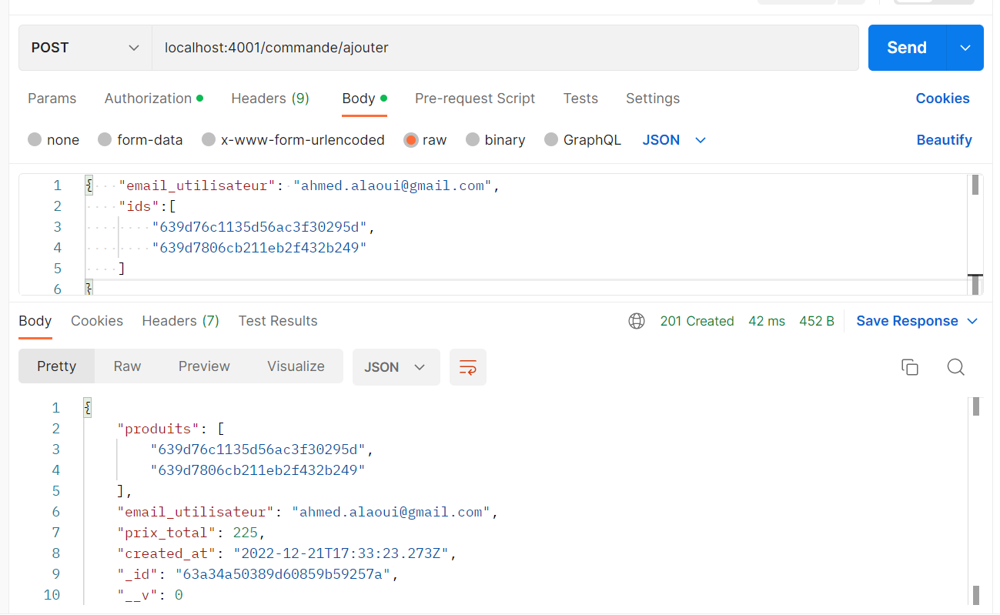 POST localhost:4001/commande/ajouter Send
Params Authorization Headers (9) Body Pre-request Script Tests Settings Cookies
none form-data x-www-form-urlencoded raw binary GraphQL JSON Beautify
1 { "email_utilisateur": "ahmed.alaoui@gmail.com",
2 "ids":[
3 "639d76c1135d56ac3f30295d",
4 "639d7806cb211eb2f432b249"
5 ]
6 }
Body Cookies Headers (7) Test Results 201 Created 42 ms 452 B Save Response
Pretty Raw Preview Visualize JSON
1 {
2 "produits": [
3 "639d76c1135d56ac3f30295d",
4 "639d7806cb211eb2f432b249"
5 ],
6 "email_utilisateur": "ahmed.alaoui@gmail.com",
7 "prix_total": 225,
8 "created_at": "2022-12-21T17:33:23.273Z",
9 "_id": "63a34a50389d60859b59257a",
10 "__v": 0